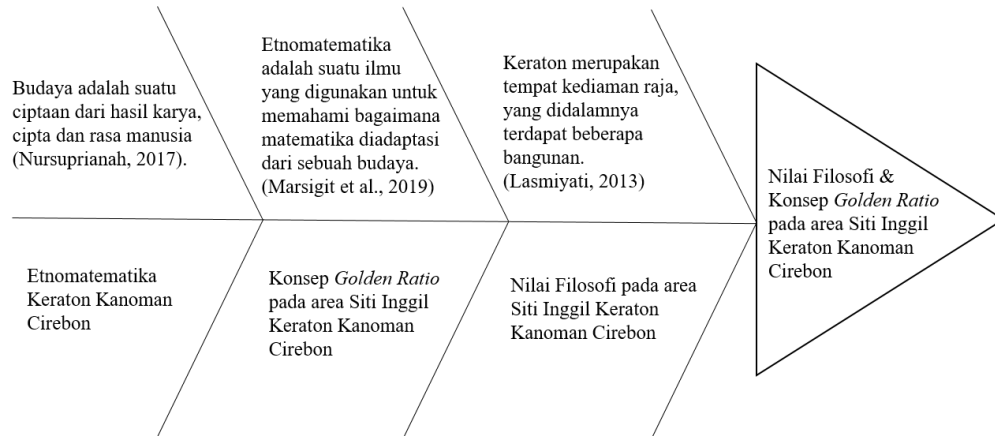 Budaya adalah suatu
ciptaan dari hasil karya,
cipta dan rasa manusia
(Nursuprianah, 2017).
Etnomatematika
adalah suatu ilmu
yang digunakan untuk
memahami bagaimana
matematika diadaptasi
dari sebuah budaya.
(Marsigit et al., 2019)
Keraton merupakan
tempat kediaman raja,
yang didalamnya
terdapat beberapa
bangunan.
(Lasmiyati, 2013)
Nilai Filosofi &
Konsep Golden Ratio
pada area Siti Inggil
Keraton Kanoman
Cirebon
Etnomatematika
Keraton Kanoman
Cirebon
Konsep Golden Ratio
pada area Siti Inggil
Keraton Kanoman
Cirebon
Nilai Filosofi pada area
Siti Inggil Keraton
Kanoman Cirebon